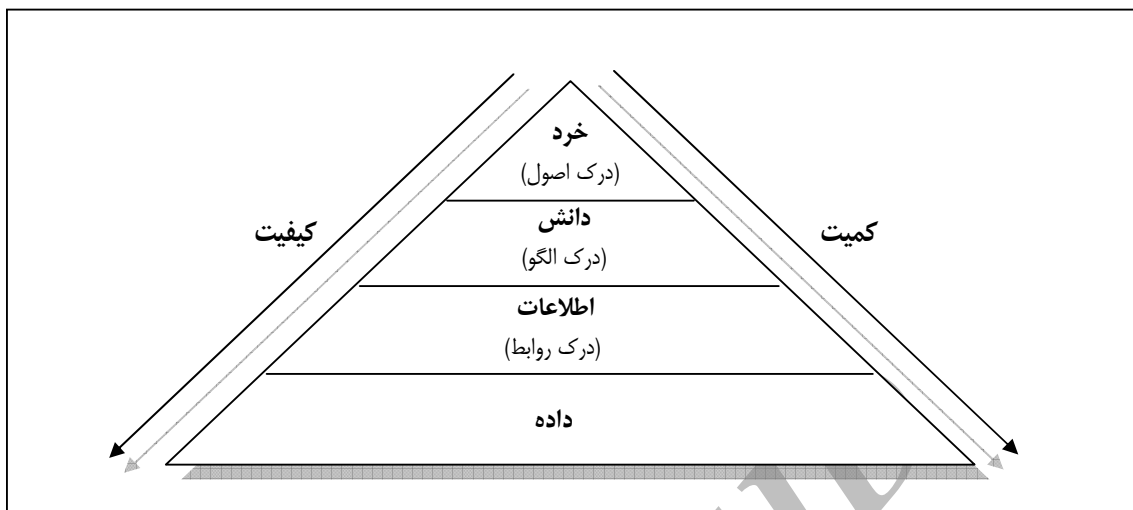 خرد
(درک اصول)
دانش
(درک الگو)
کمیت
کیفیت
اطلاعات
(درک روابط)
داده